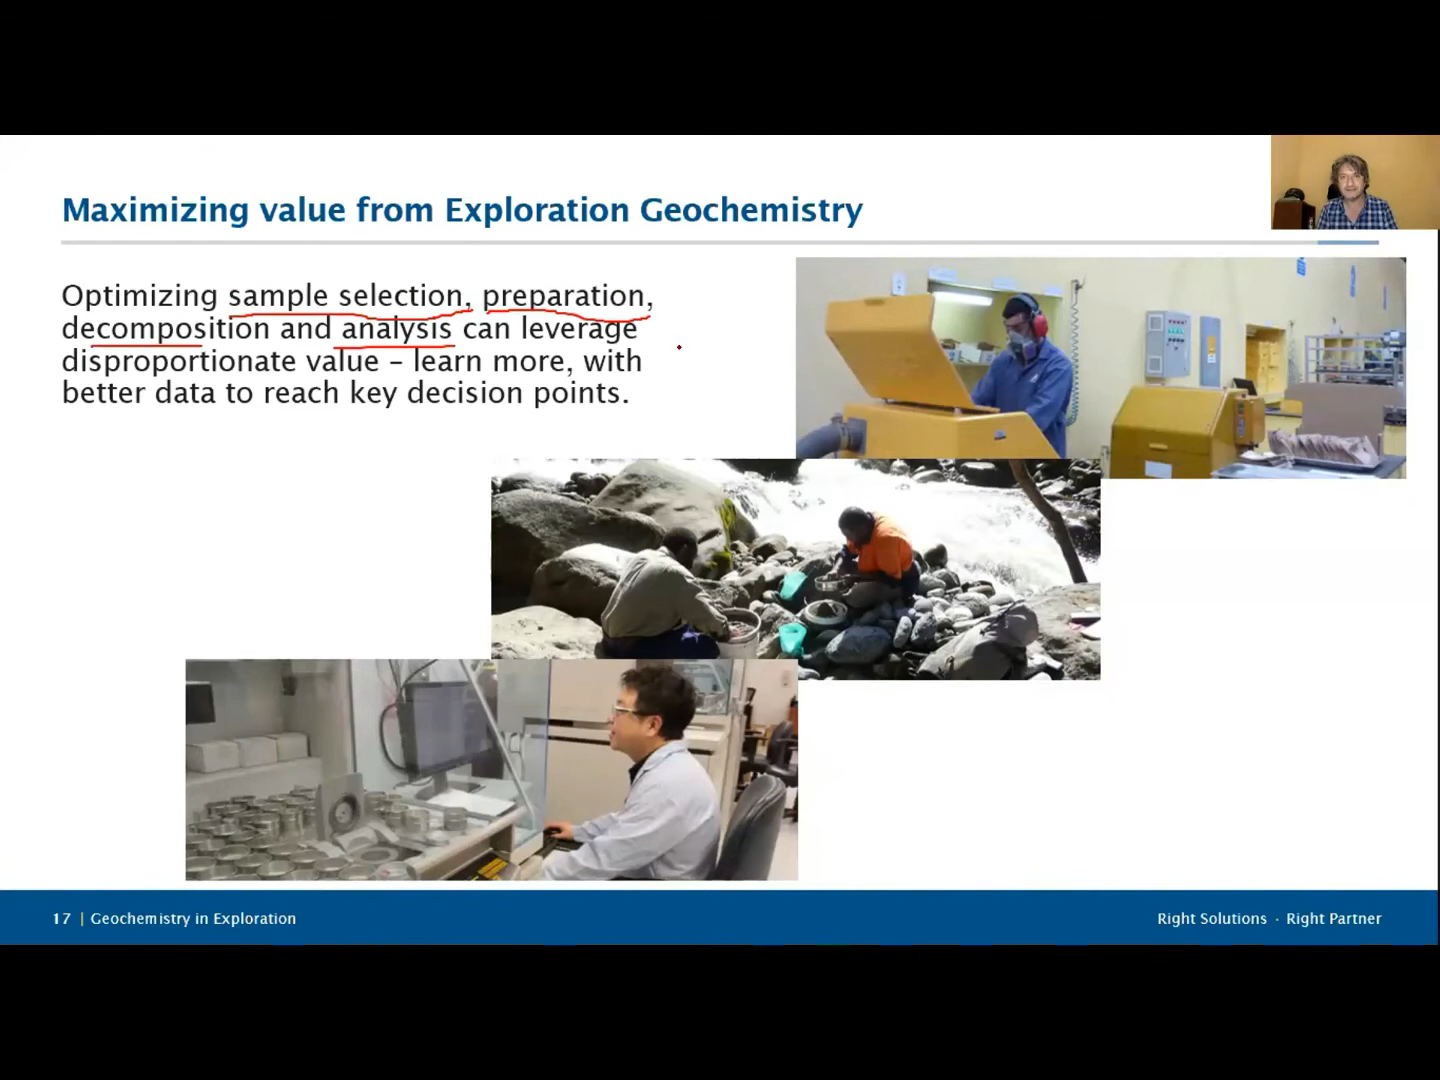 Maximizing value from Exploration Geochemistry
Optimizing sample selection, preparation,
decomposition and analysis can leverage
disproportionate value – learn more, with
better data to reach key decision points.
17 | Geochemistry in Exploration
Right Solutions · Right Partner